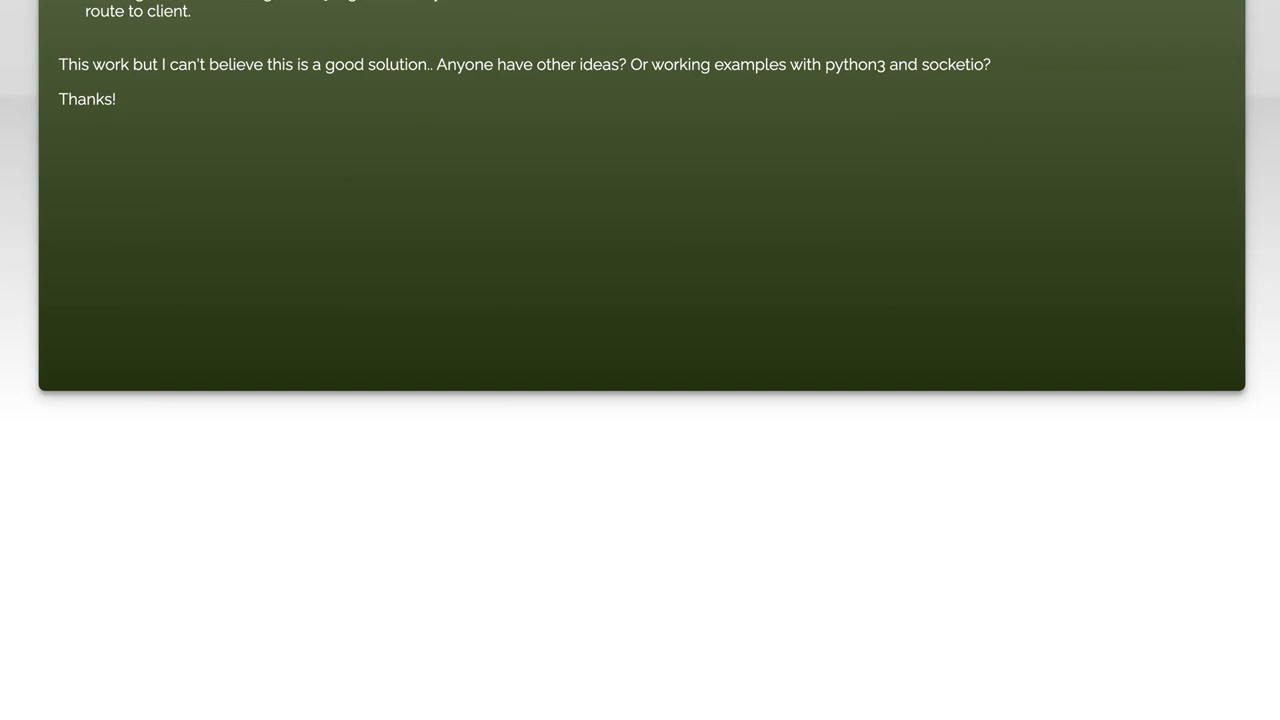 route to client.
This work but I can't believe this is a good solution.. Anyone have other ideas? Or working examples with python3 and socketio?
Thanks!